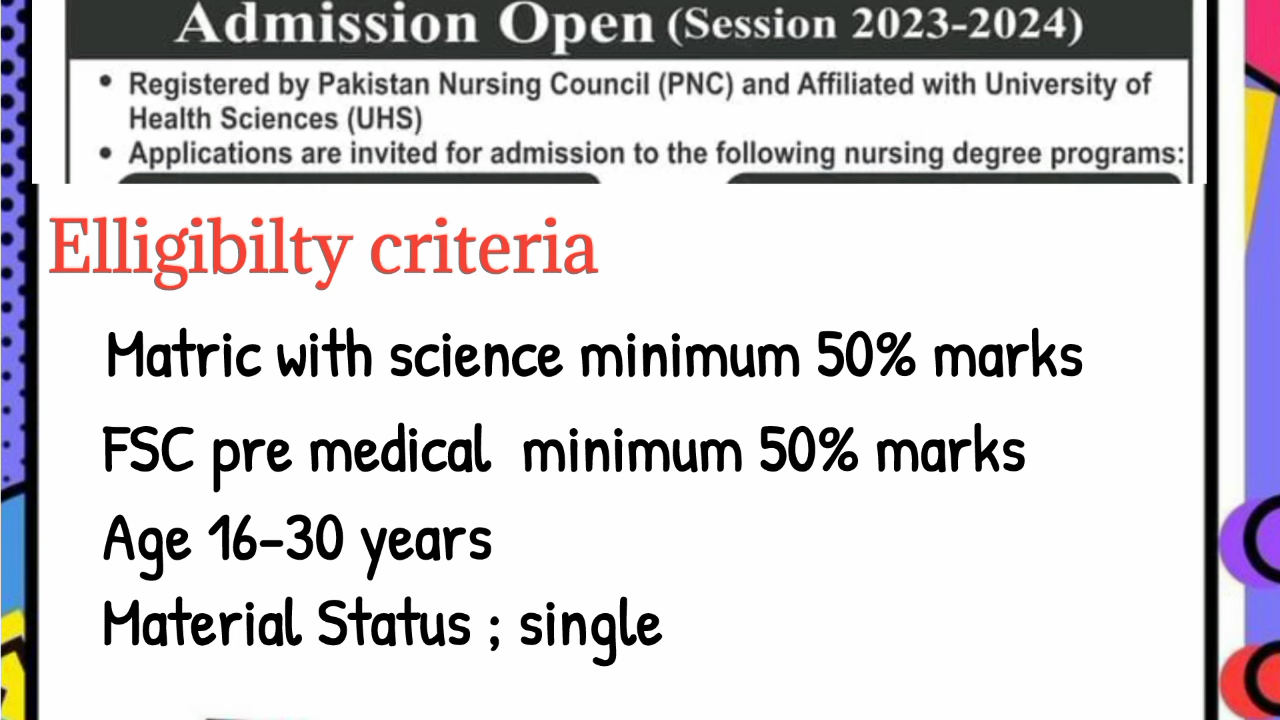 Admission Open (Session 2023-2024)
• Registered by Pakistan Nursing Council (PNC) and Affiliated with University of
Health Sciences (UHS)
• Applications are invited for admission to the following nursing degree programs:
Elligibilty criteria
Matric with science minimum 50% marks
FSC pre medical minimum 50% marks
Age 16-30 years
Material Status ; single